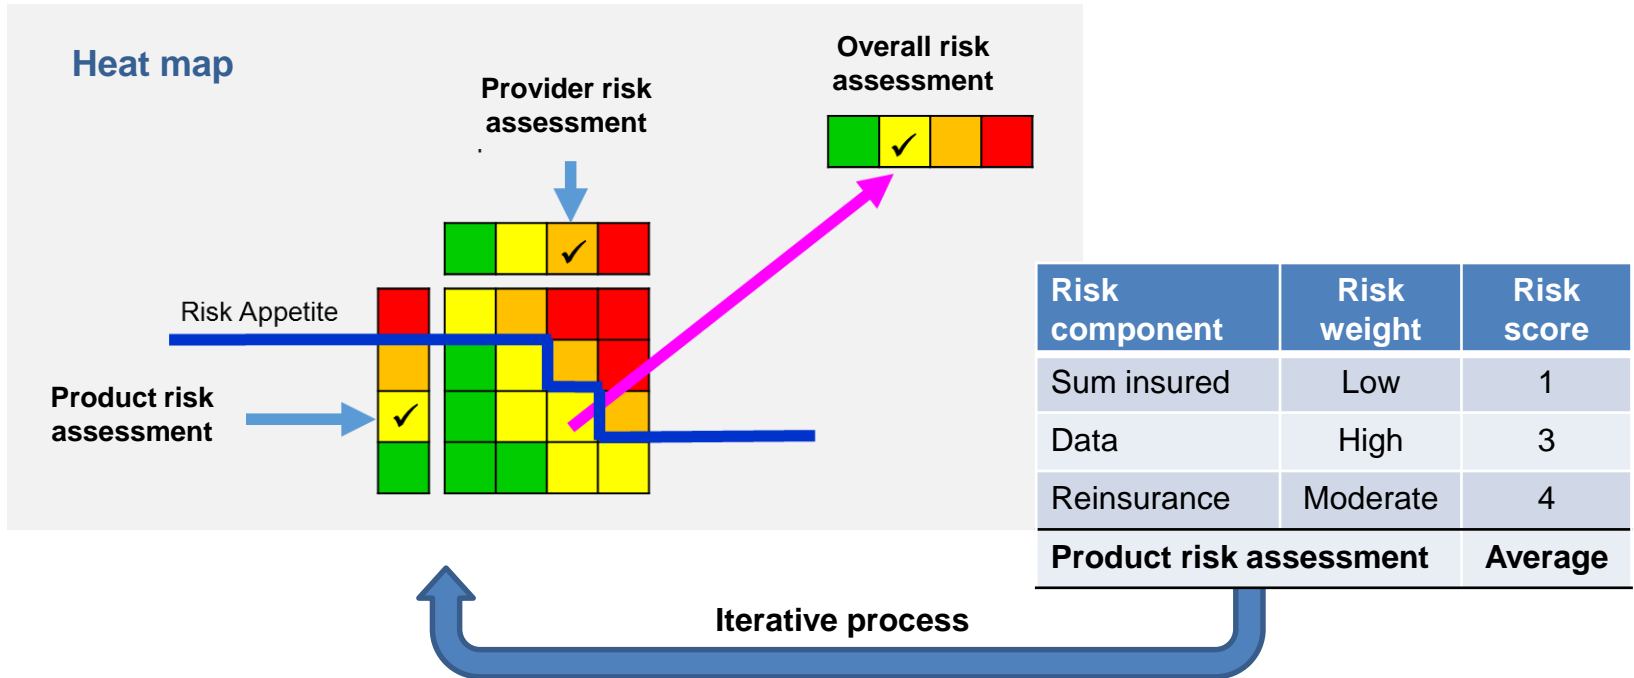 Heat map
Provider risk
assessment
Overall risk
assessment
Risk Appetite
Product risk
assessment
Risk component Risk weight Risk score
Sum insured Low 1
Data High 3
Reinsurance Moderate 4
Product risk assessment Average
Iterative process